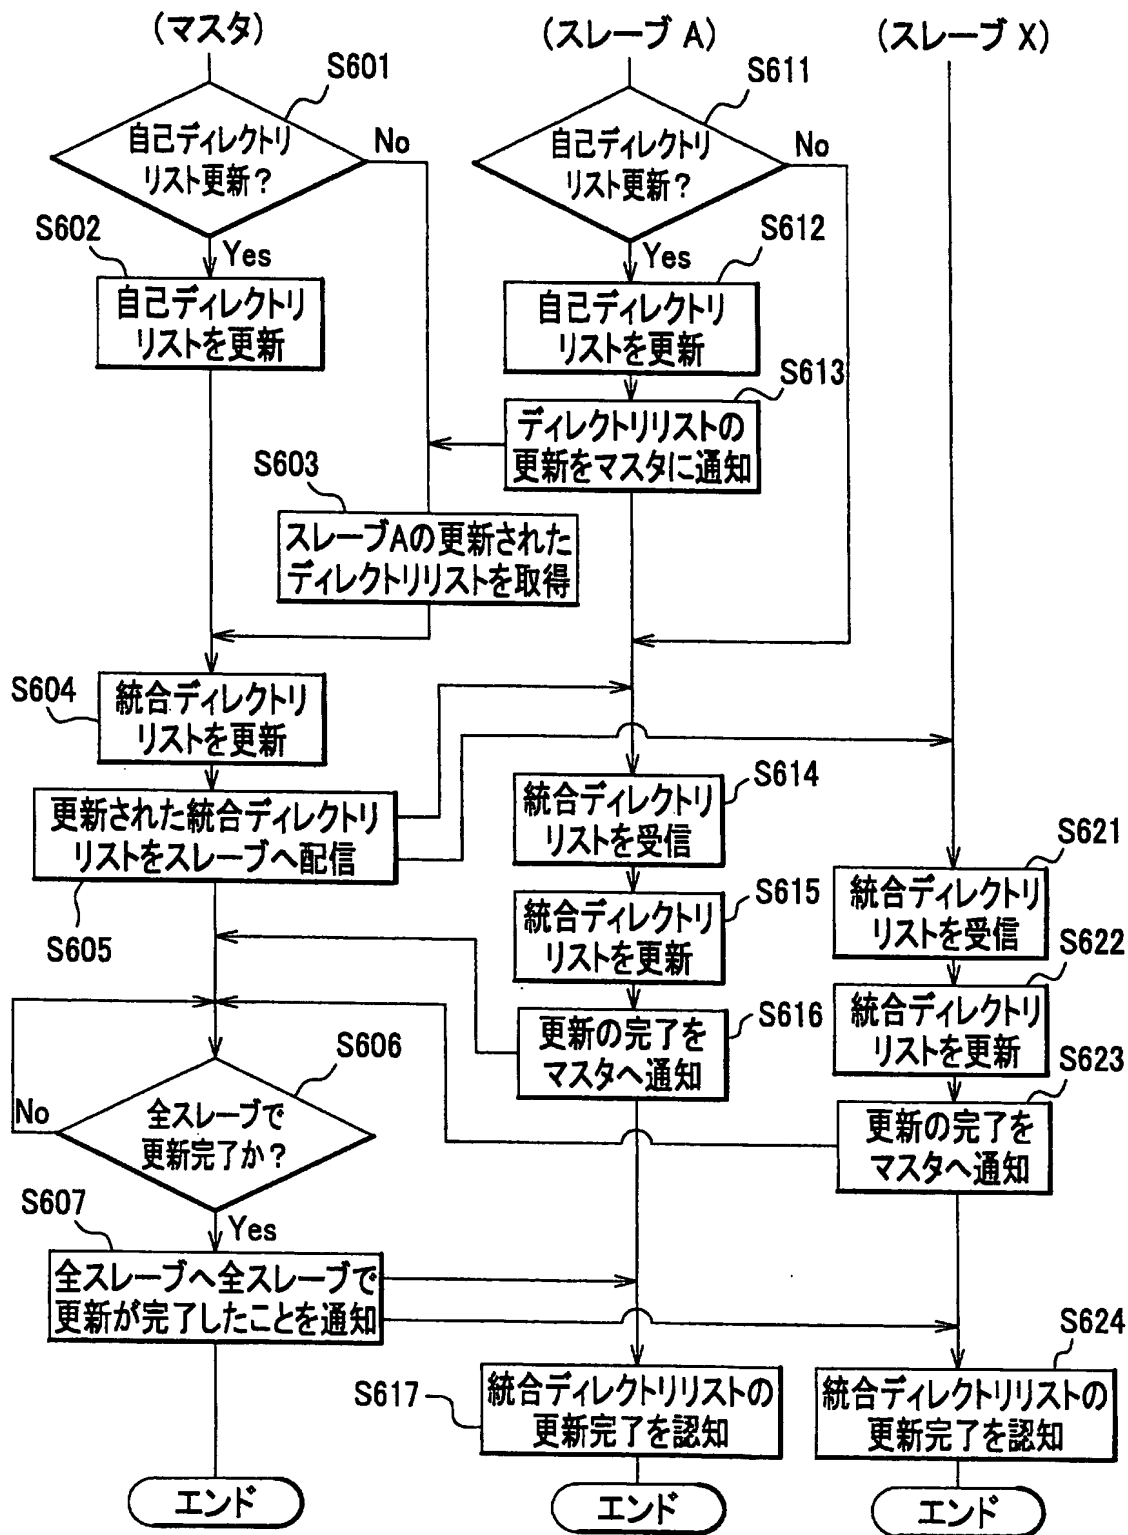 (マスタ)
(スレーブ A)
(スレーブ X)
S601
自己ディレクトリ
リスト更新?
No
Yes
S602
自己ディレクトリ
リストを更新
S611
自己ディレクトリ
リスト更新?
No
Yes
S612
自己ディレクトリ
リストを更新
S613
ディレクトリリストの
更新をマスタに通知
S603
スレーブAの更新された
ディレクトリリストを取得
S604
統合ディレクトリ
リストを更新
更新された統合ディレクトリ
リストをスレーブへ配信
S605
S614
統合ディレクトリ
リストを受信
S615
統合ディレクトリ
リストを更新
S616
更新の完了を
マスタへ通知
S621
統合ディレクトリ
リストを受信
S622
統合ディレクトリ
リストを更新
S623
更新の完了を
マスタへ通知
S606
全スレーブで
更新完了か?
No
Yes
S607
全スレーブへ全スレーブで
更新が完了したことを通知
S617
統合ディレクトリリストの
更新完了を認知
S624
統合ディレクトリリストの
更新完了を認知
エンド
エンド
エンド